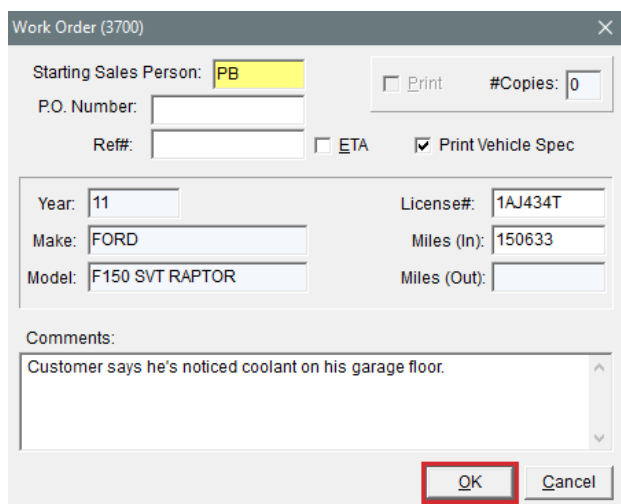 Work Order (3700)
Starting Sales Person: PB
Print #Copies: 0
P.O. Number:
Ref#: ETA Print Vehicle Spec
Year: 11 License#: 1AJ434T
Make: FORD Miles (In): 150633
Model: F150 SVT RAPTOR Miles (Out):
Comments:
Customer says he's noticed coolant on his garage floor.
OK Cancel